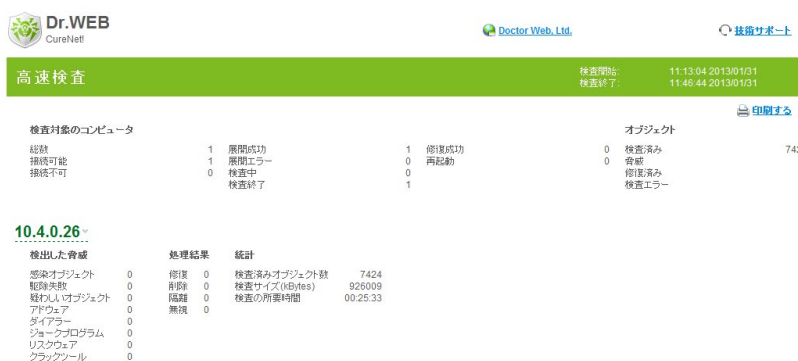 Dr.WEB
CureNet!
Doctor Web, Ltd.
技術サポート
高速検査
検査開始: 11:13:04 2013/01/31
検査終了: 11:46:44 2013/01/31
印刷する
検査対象のコンピュータ オブジェクト
総数 1 展開成功 1 修復成功 0 検査済み 742
接続可能 1 展開エラー 0 再起動 0 脅威
接続不可 0 検査中 0 修復済み
検査終了 1 検査エラー
10.4.0.26
検出した脅威 処理結果 統計
感染オブジェクト 0 修復 0 検査済みオブジェクト数 7424
駆除失敗 0 削除 0 検査サイズ(kBytes) 926009
疑わしいオブジェクト 0 隔離 0 検査の所要時間 00:25:33
アドウェア 0 無視 0
ダイアラー 0
ジョークプログラム 0
リスクウェア 0
クラックツール 0